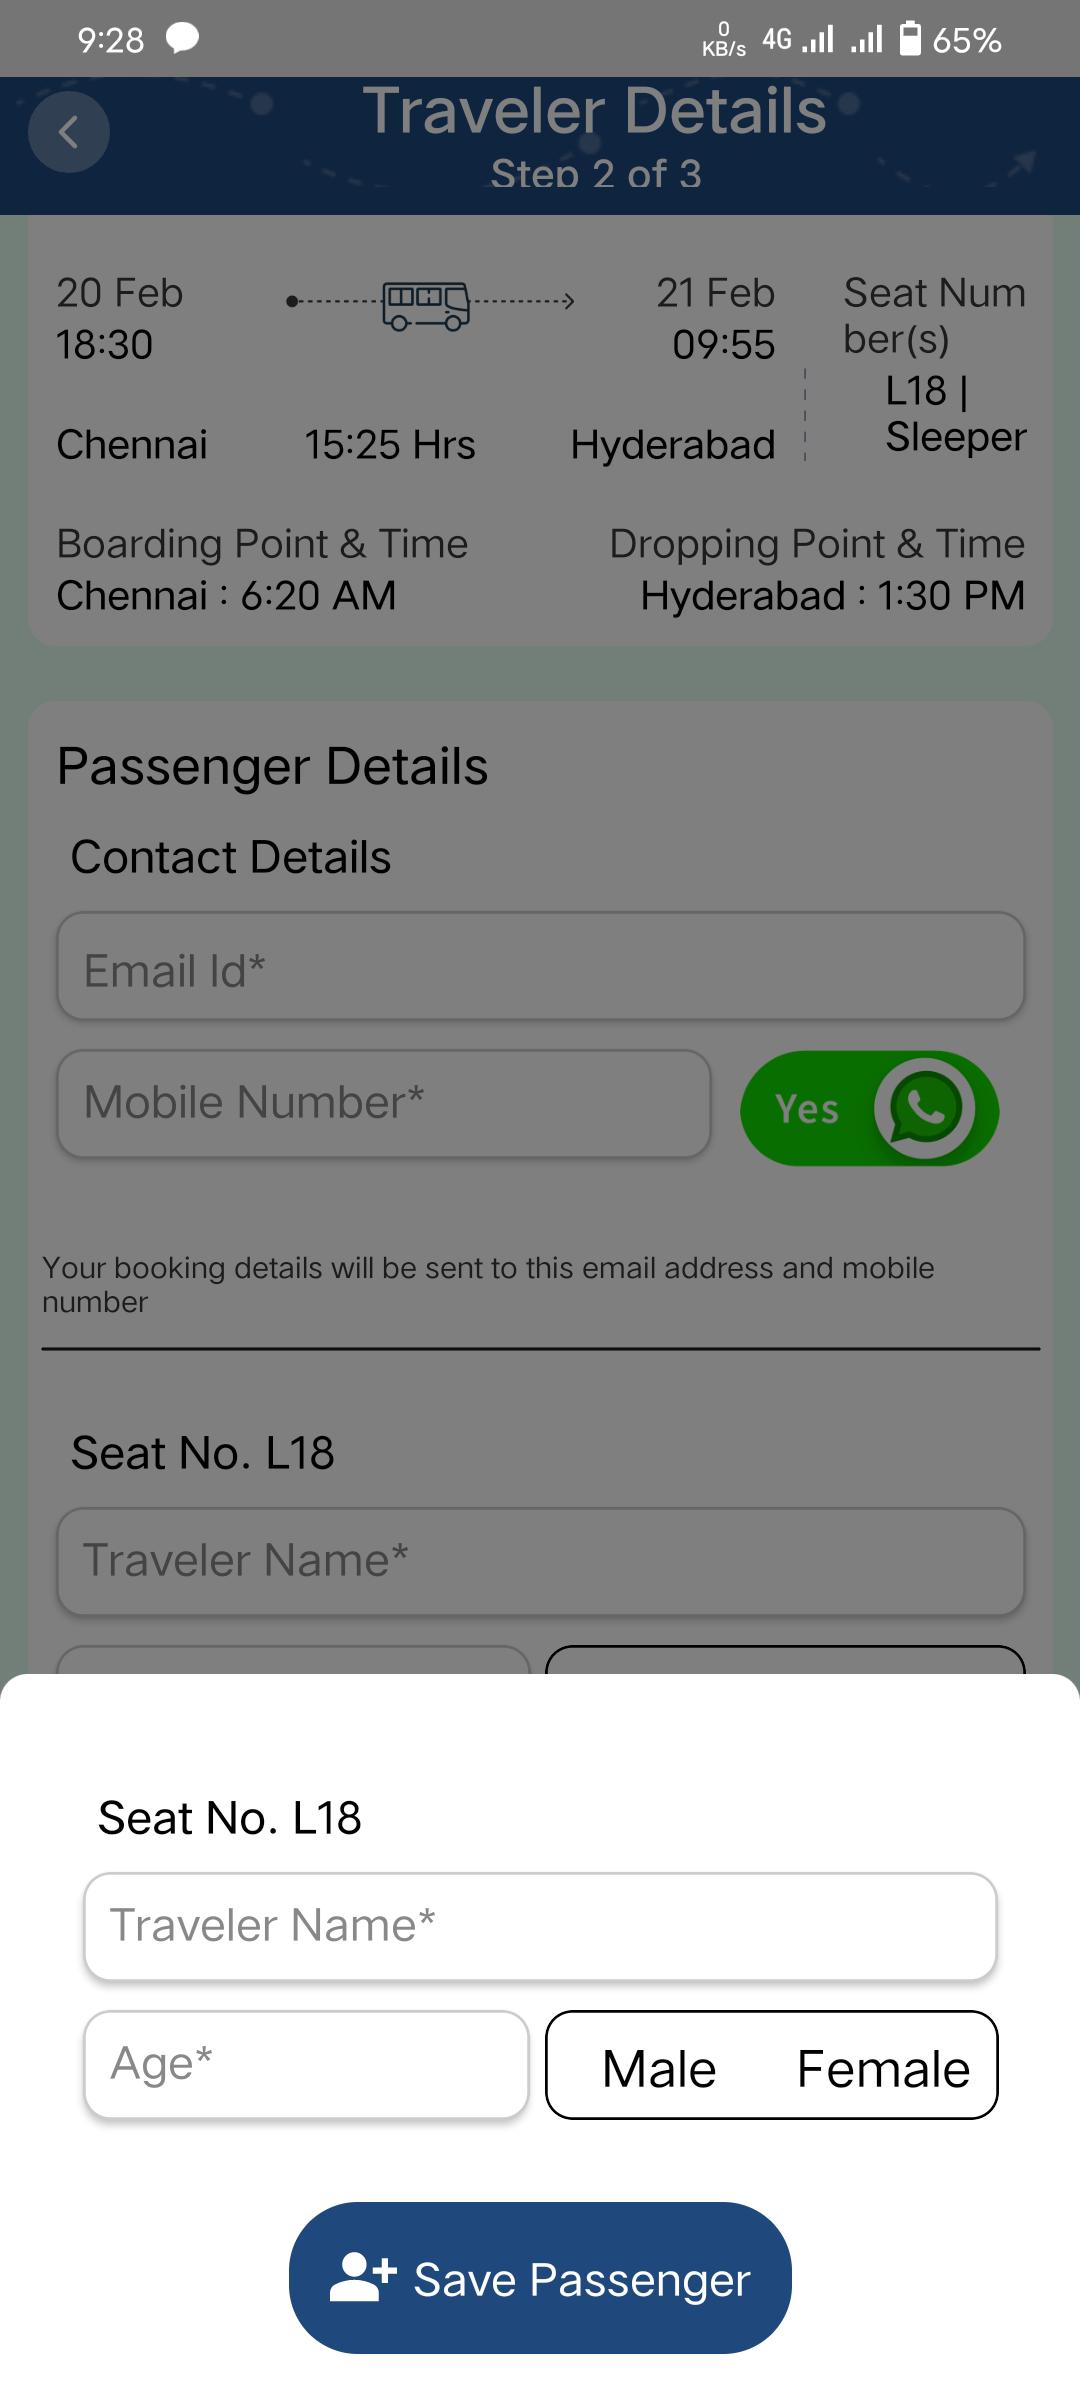 9:28 0 KB/s 4G 65%
Traveler Details
Step 2 of 3
20 Feb 21 Feb Seat Num
18:30 09:55 ber(s)
L18 |
Chennai 15:25 Hrs Hyderabad Sleeper
Boarding Point & Time Dropping Point & Time
Chennai : 6:20 AM Hyderabad : 1:30 PM
Passenger Details
Contact Details
Email Id*
Mobile Number* Yes
Your booking details will be sent to this email address and mobile
number
Seat No. L18
Traveler Name*
Seat No. L18
Traveler Name*
Age* Male Female
Save Passenger